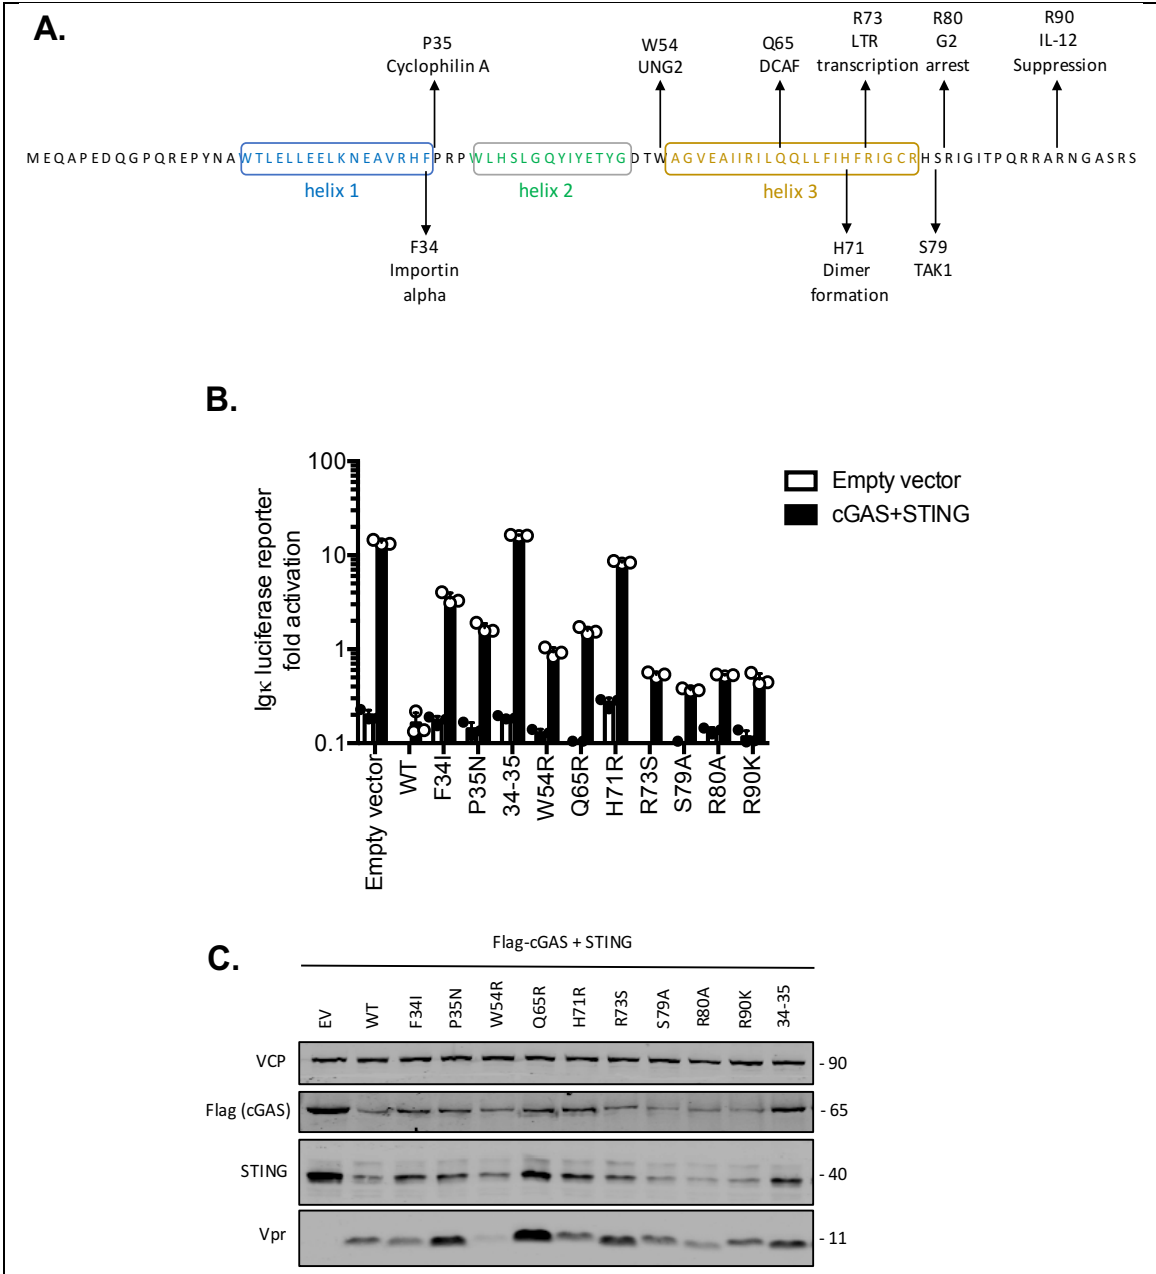 A.
P35
Cyclophilin A
W54
UNG2
Q65
DCAF
R73
LTR
transcription
R80
G2
arrest
R90
IL-12
Suppression
MEQAPEDQGPQREPYNAWTLELLEELKNEAVRHFPRPWLHSLGQYIYETYGDTWAGVEAIIRILQQLLFIHFRIGCRHSRIGITPQRRARNGASRS
helix 1
helix 2
helix 3
F34
Importin
alpha
H71
Dimer
formation
S79
TAK1
B.
Igκ luciferase reporter
fold activation
100
10
1
0.1
Empty vector
cGAS+STING
Empty vector
WT
F34I
P35N
34-35
W54R
Q65R
H71R
R73S
S79A
R80A
R90K
C.
Flag-cGAS + STING
EV
WT
F34I
P35N
W54R
Q65R
H71R
R73S
S79A
R80A
R90K
34-35
VCP
- 90
Flag (cGAS)
- 65
STING
- 40
Vpr
- 11